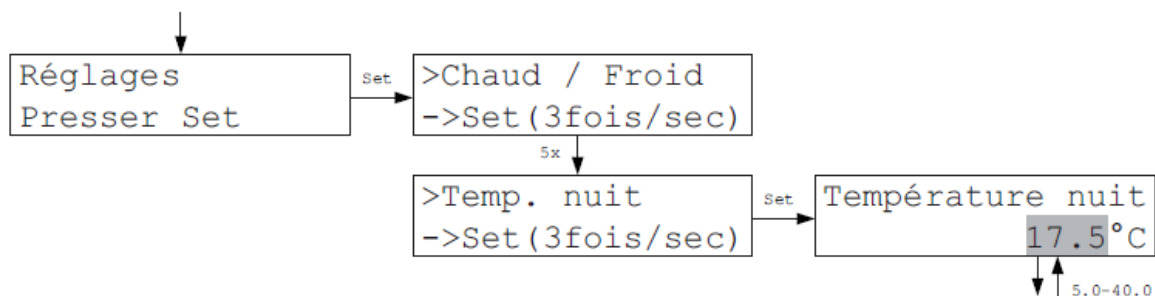 Réglages
Presser Set
Set
>Chaud / Froid
->Set(3fois/sec)
5x
>Temp. nuit
->Set(3fois/sec)
Set
Température nuit
17.5°C
5.0-40.0